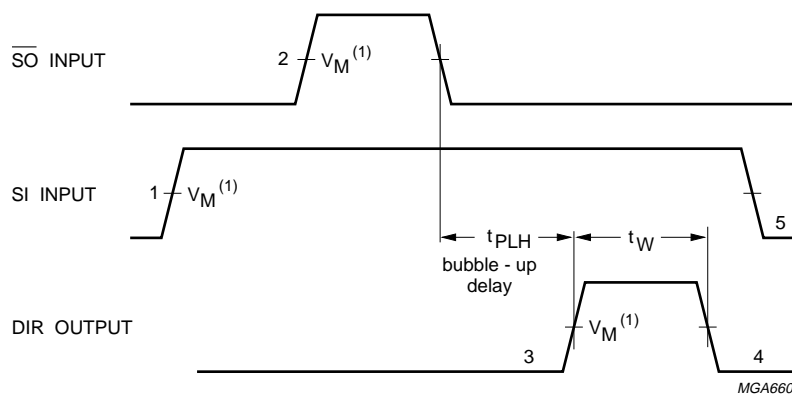 SO INPUT
2
VM(1)
SI INPUT
1
VM(1)
5
tPLH
tW
bubble - up
delay
DIR OUTPUT
3
VM(1)
4
MGA660